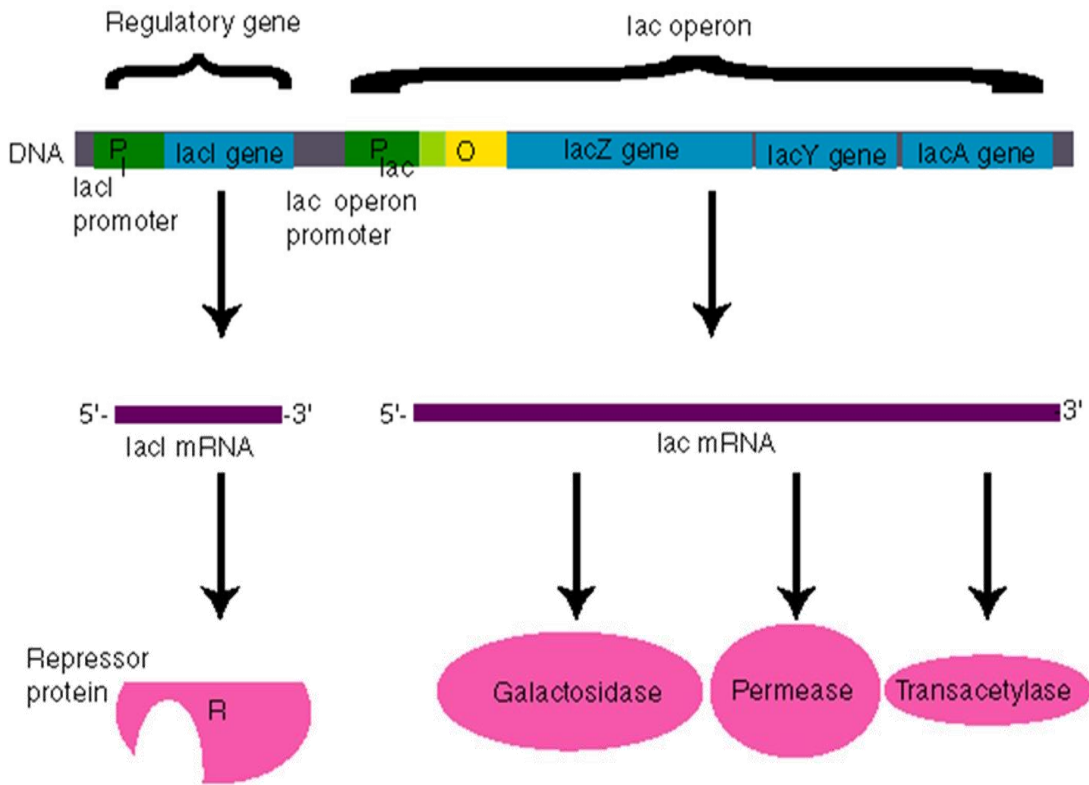 Regulatory gene
lac operon
DNA
P I
lacI gene
P lac
O
lacZ gene
lacY gene
lacA gene
lacI
promoter
lac operon
promoter
5'-
-3'
lacI mRNA
5'-
-3'
lac mRNA
Repressor
protein
R
Galactosidase
Permease
Transacetylase